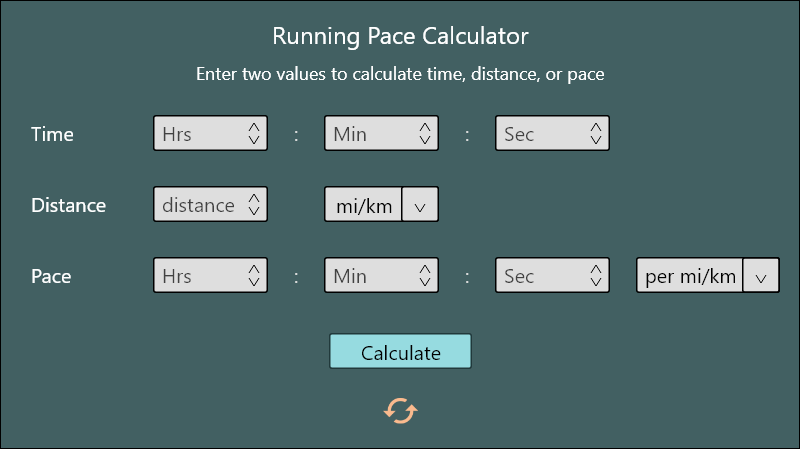 Running Pace Calculator
Enter two values to calculate time, distance, or pace
Time Hrs : Min : Sec
Distance distance mi/km
Pace Hrs : Min : Sec per mi/km
Calculate